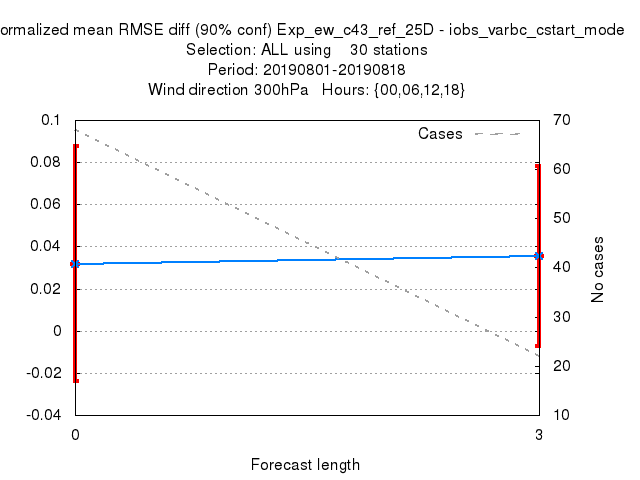 ormalized mean RMSE diff (90% conf) Exp_ew_c43_ref_25D - iobs_varbc_cstart_mode
Selection: ALL using    30 stations
Period: 20190801-20190818
Wind direction 300hPa   Hours: {00,06,12,18}
0.1
0.08
0.06
0.04
0.02
0
-0.02
-0.04
Cases
70
60
50
40
30
20
10
No cases
0
3
Forecast length